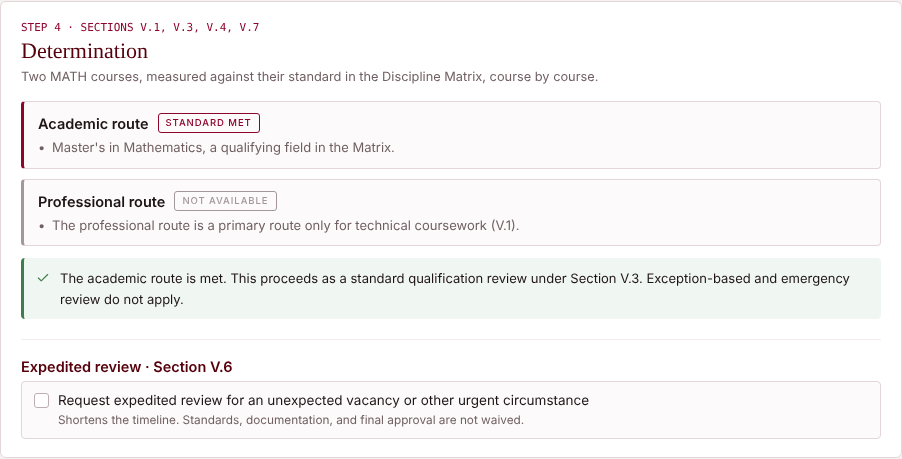 STEP 4 · SECTIONS V.1, V.3, V.4, V.7
Determination
Two MATH courses, measured against their standard in the Discipline Matrix, course by course.
Academic route STANDARD MET
• Master's in Mathematics, a qualifying field in the Matrix.
Professional route NOT AVAILABLE
• The professional route is a primary route only for technical coursework (V.1).
✓ The academic route is met. This proceeds as a standard qualification review under Section V.3. Exception-based and emergency
review do not apply.
Expedited review · Section V.6
Request expedited review for an unexpected vacancy or other urgent circumstance
Shortens the timeline. Standards, documentation, and final approval are not waived.